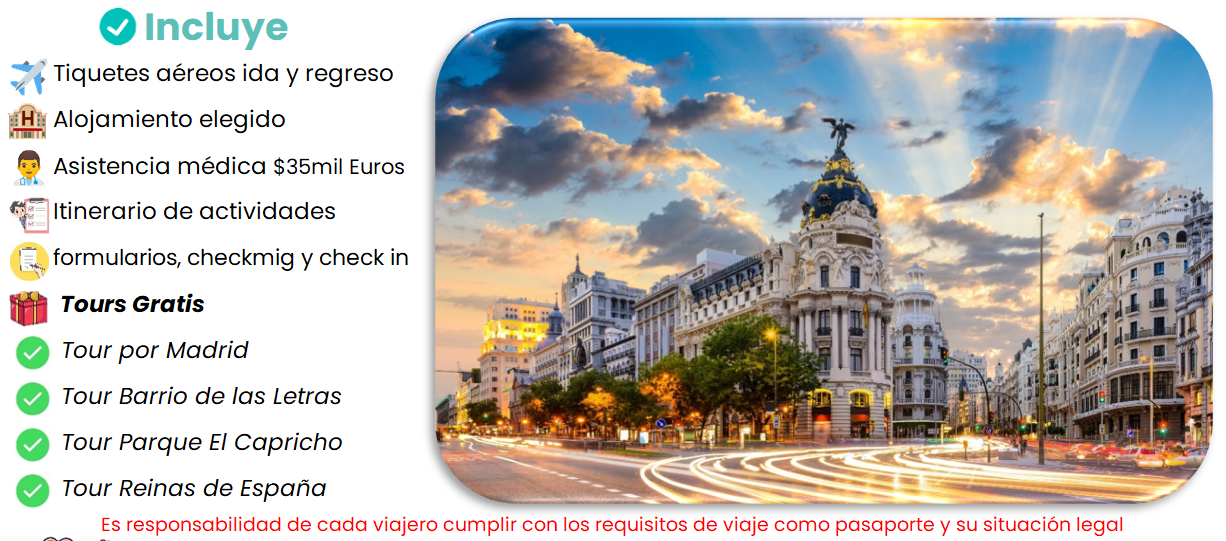 Incluye
Tiquetes aéreos ida y regreso
H
Alojamiento elegido
Asistencia médica $35mil Euros
Itinerario de actividades
formularios, checkmig y check in
Tours Gratis
Tour por Madrid
Tour Barrio de las Letras
Tour Parque El Capricho
Tour Reinas de España
Es responsabilidad de cada viajero cumplir con los requisitos de viaje como pasaporte y su situación legal